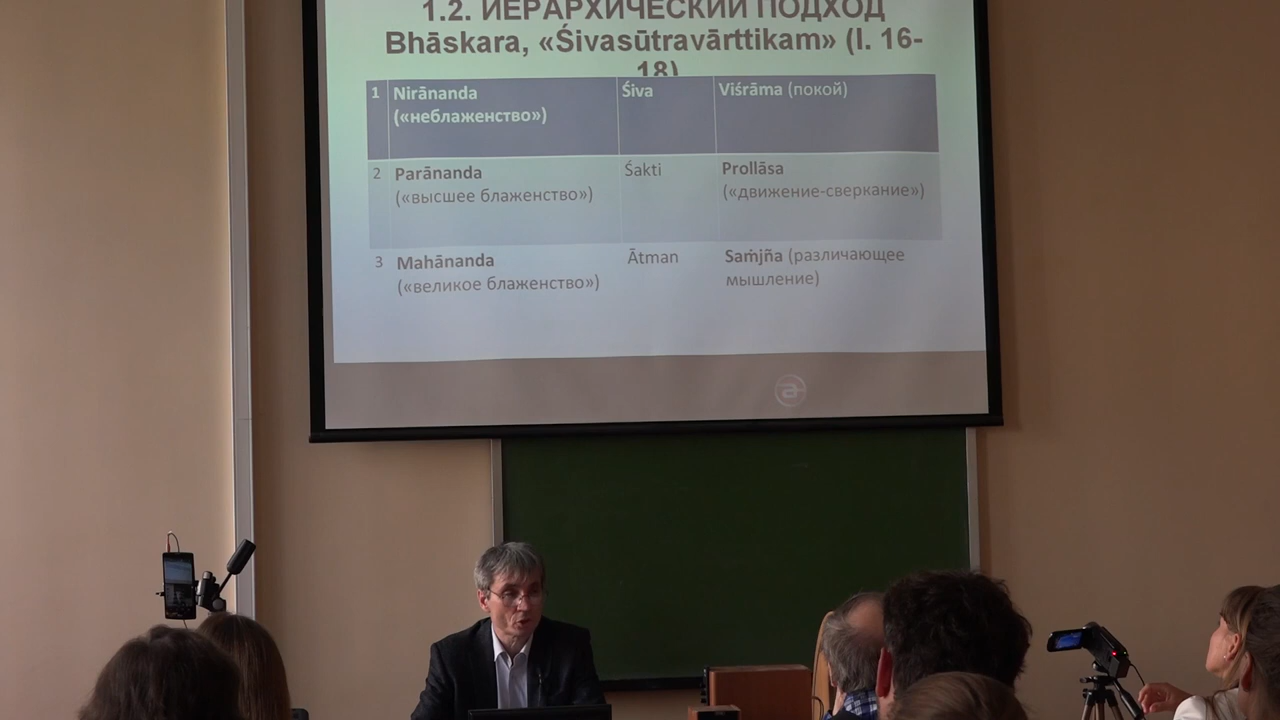 1.2. ИЕРАРХИЧЕСКИЙ ПОДХОД
Bhāskara, «Śivasūtravārttikam» (I. 16-
18)
1 Nirānanda Śiva Viśrāma (покой)
(«неблаженство»)
2 Parānanda Śakti Prollāsa
(«высшее блаженство») («движение-сверкание»)
3 Mahānanda Ātman Saṁjña (различающее
(«великое блаженство») мышление)